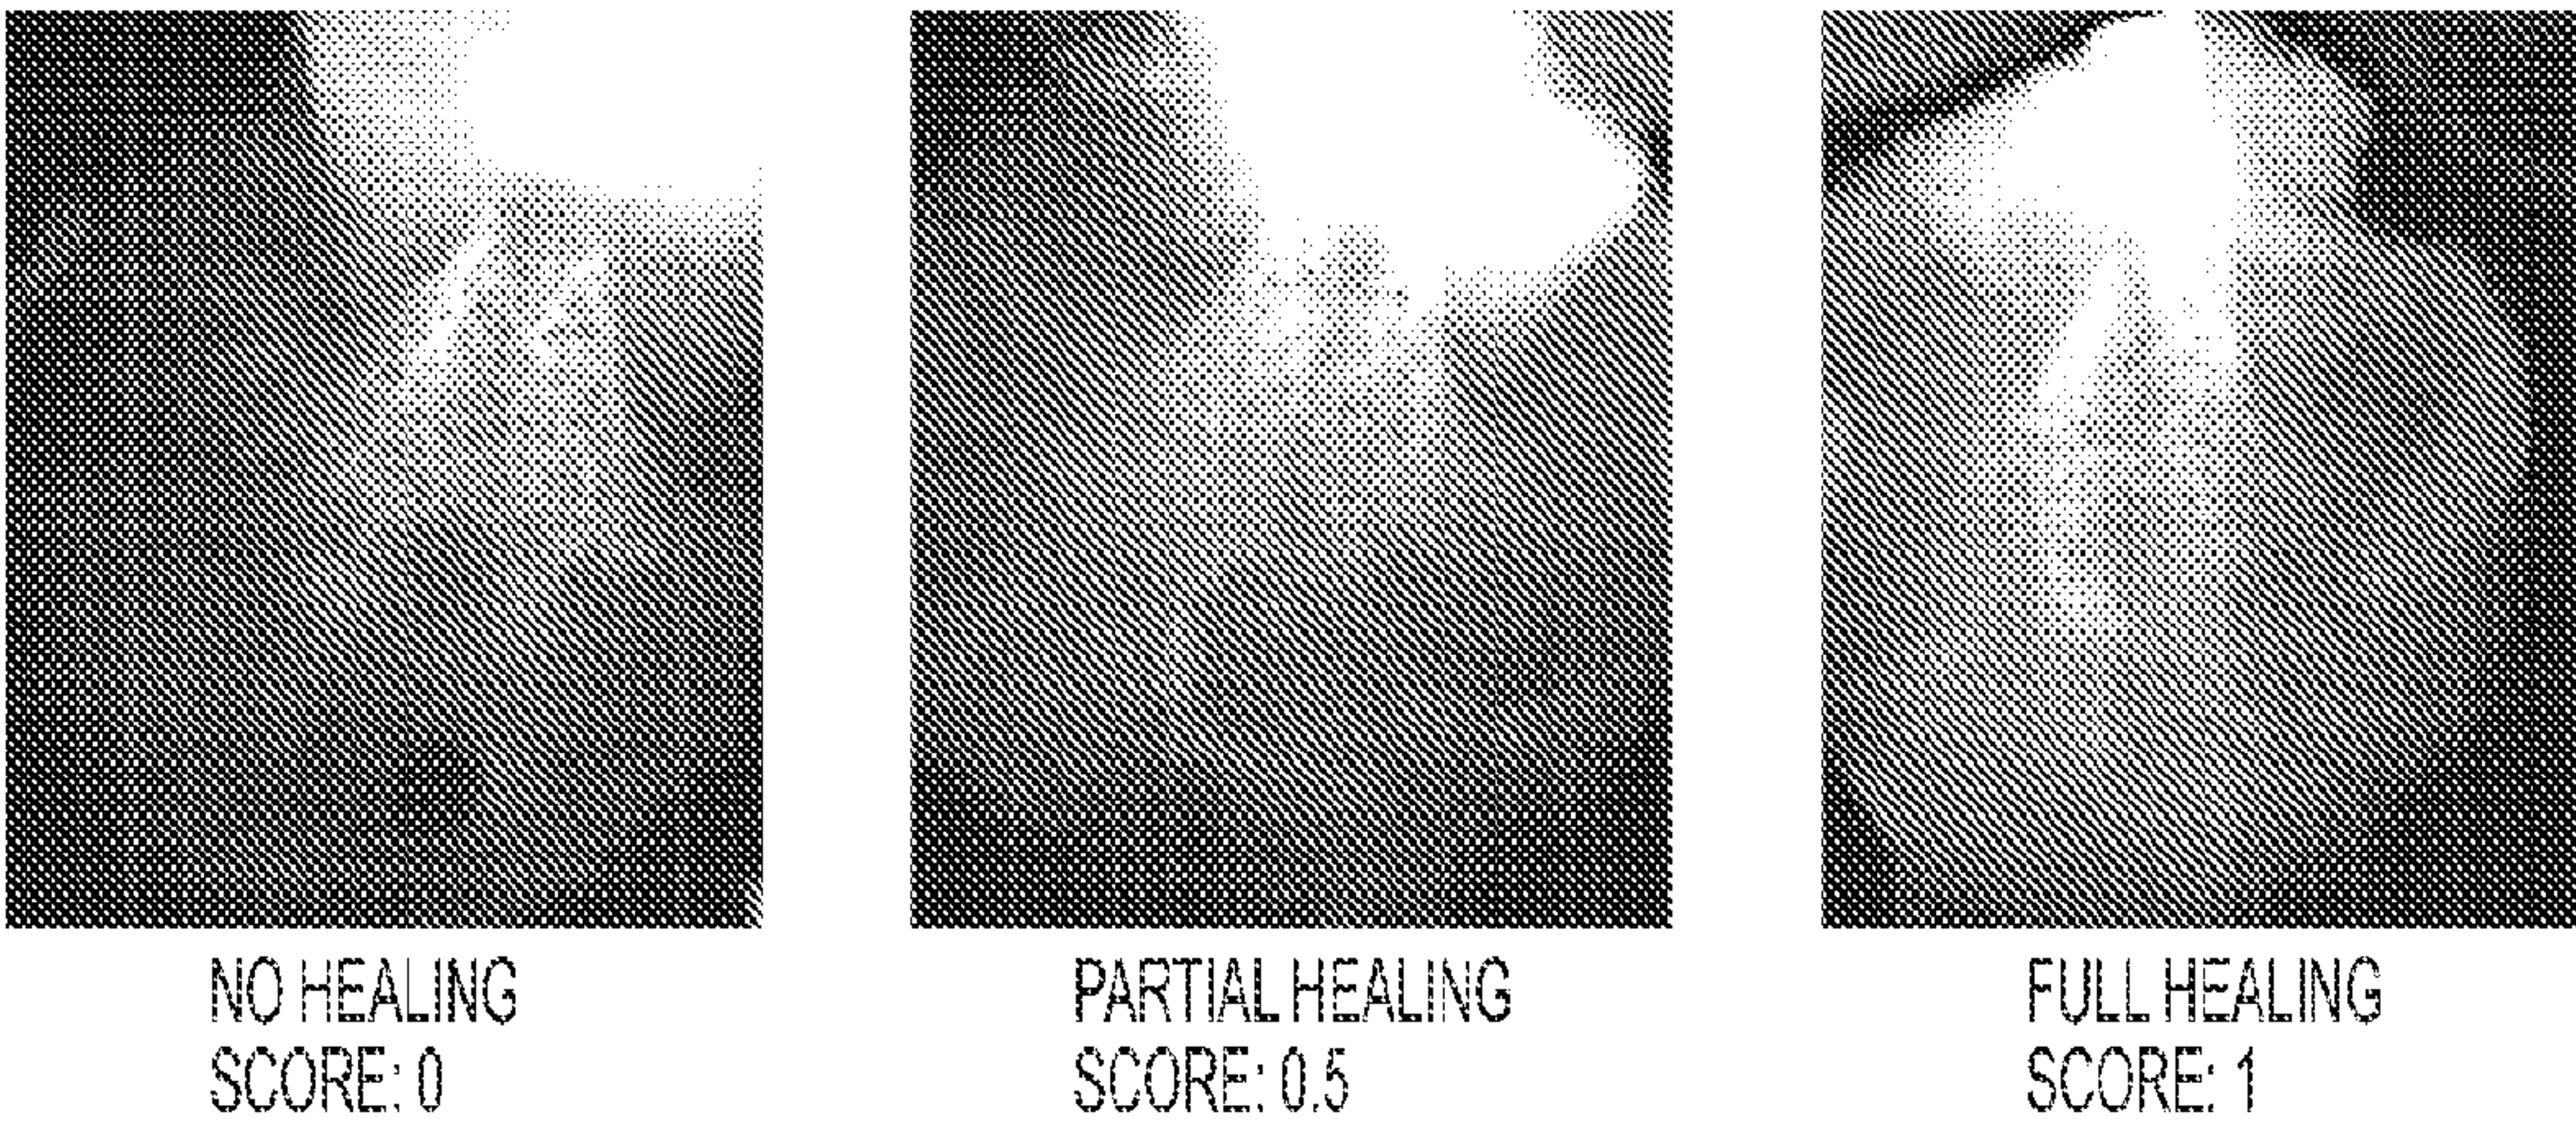 NO HEALING
SCORE: 0
PARTIAL HEALING
SCORE: 0.5
FULL HEALING
SCORE: 1